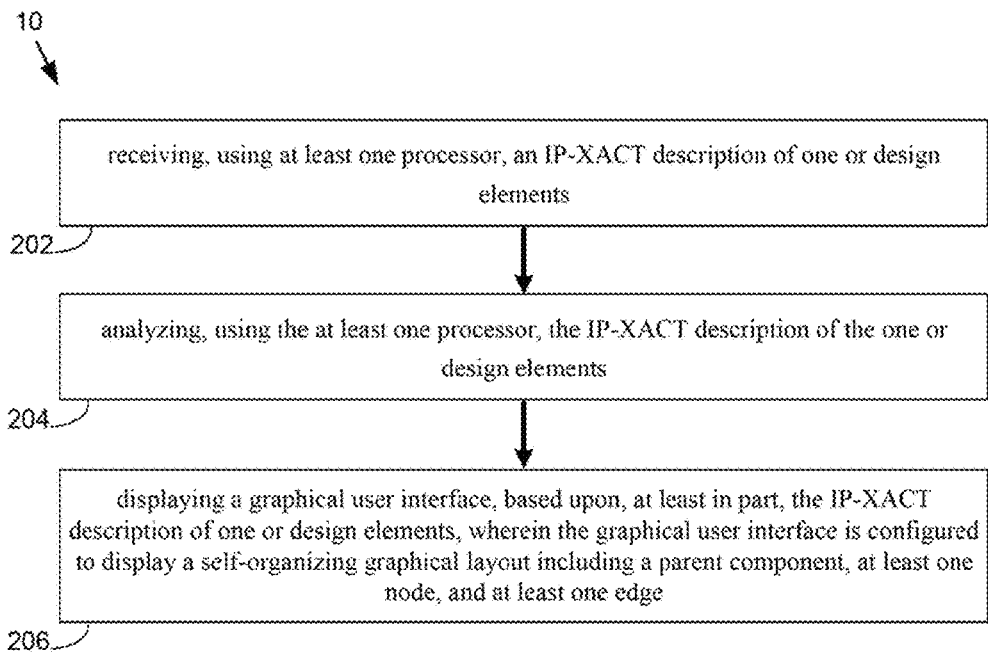 10
receiving, using at least one processor, an IP-XACT description of one or design
elements
202
analyzing, using the at least one processor, the IP-XACT description of the one or
design elements
204
displaying a graphical user interface, based upon, at least in part, the IP-XACT
description of one or design elements, wherein the graphical user interface is configured
to display a self-organizing graphical layout including a parent component, at least one
node, and at least one edge
206